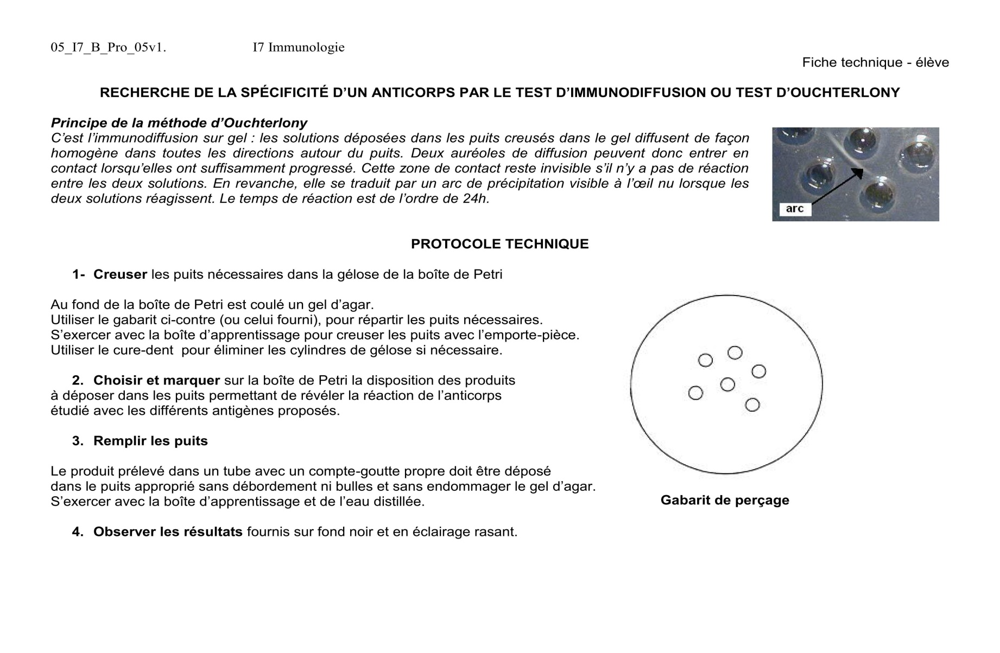 05_I7_B_Pro_05v1. I7 Immunologie
Fiche technique - élève
RECHERCHE DE LA SPÉCIFICITÉ D’UN ANTICORPS PAR LE TEST D’IMMUNODIFFUSION OU TEST D’OUCHTERLONY
Principe de la méthode d’Ouchterlony
C’est l’immunodiffusion sur gel : les solutions déposées dans les puits creusés dans le gel diffusent de façon
homogène dans toutes les directions autour du puits. Deux auréoles de diffusion peuvent donc entrer en
contact lorsqu’elles ont suffisamment progressé. Cette zone de contact reste invisible s’il n’y a pas de réaction
entre les deux solutions. En revanche, elle se traduit par un arc de précipitation visible à l’œil nu lorsque les
deux solutions réagissent. Le temps de réaction est de l’ordre de 24h.
arc
PROTOCOLE TECHNIQUE
1- Creuser les puits nécessaires dans la gélose de la boîte de Petri
Au fond de la boîte de Petri est coulé un gel d’agar.
Utiliser le gabarit ci-contre (ou celui fourni), pour répartir les puits nécessaires.
S’exercer avec la boîte d’apprentissage pour creuser les puits avec l’emporte-pièce.
Utiliser le cure-dent pour éliminer les cylindres de gélose si nécessaire.
2. Choisir et marquer sur la boîte de Petri la disposition des produits
à déposer dans les puits permettant de révéler la réaction de l’anticorps
étudié avec les différents antigènes proposés.
3. Remplir les puits
Le produit prélevé dans un tube avec un compte-goutte propre doit être déposé
dans le puits approprié sans débordement ni bulles et sans endommager le gel d’agar.
S’exercer avec la boîte d’apprentissage et de l’eau distillée.
Gabarit de perçage
4. Observer les résultats fournis sur fond noir et en éclairage rasant.